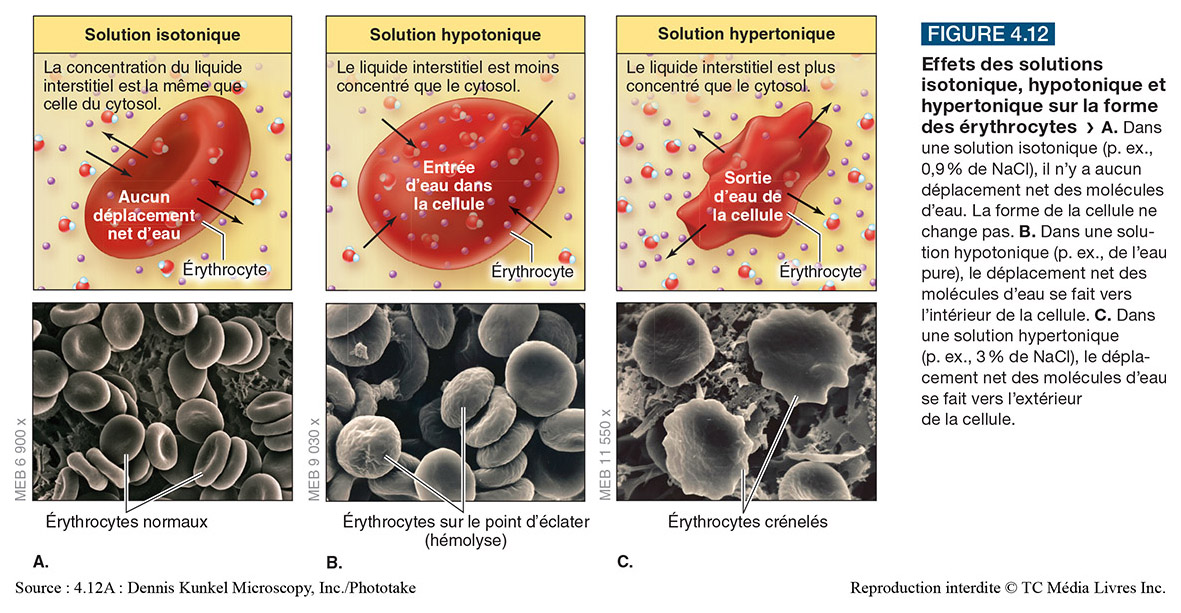 Solution isotonique
La concentration du liquide
interstitiel est la même que
celle du cytosol.
Aucun
déplacement
net d'eau
Érythrocyte
MEB 6 900 x
Érythrocytes normaux
A.
Solution hypotonique
Le liquide interstitiel est moins
concentré que le cytosol.
Entrée
d'eau dans
la cellule
Érythrocyte
MEB 9 030 x
Érythrocytes sur le point d'éclater
(hémolyse)
B.
Solution hypertonique
Le liquide interstitiel est plus
concentré que le cytosol.
Sortie
d'eau de
la cellule
Érythrocyte
MEB 11 550 x
Érythrocytes crénelés
C.
FIGURE 4.12
Effets des solutions
isotonique, hypotonique et
hypertonique sur la forme
des érythrocytes › A. Dans
une solution isotonique (p. ex.,
0,9 % de NaCl), il n'y a aucun
déplacement net des molécules
d'eau. La forme de la cellule ne
change pas. B. Dans une solu-
tion hypotonique (p. ex., de l'eau
pure), le déplacement net des
molécules d'eau se fait vers
l'intérieur de la cellule. C. Dans
une solution hypertonique
(p. ex., 3 % de NaCl), le dépla-
cement net des molécules d'eau
se fait vers l'extérieur
de la cellule.
Source : 4.12A : Dennis Kunkel Microscopy, Inc./Phototake
Reproduction interdite © TC Média Livres Inc.